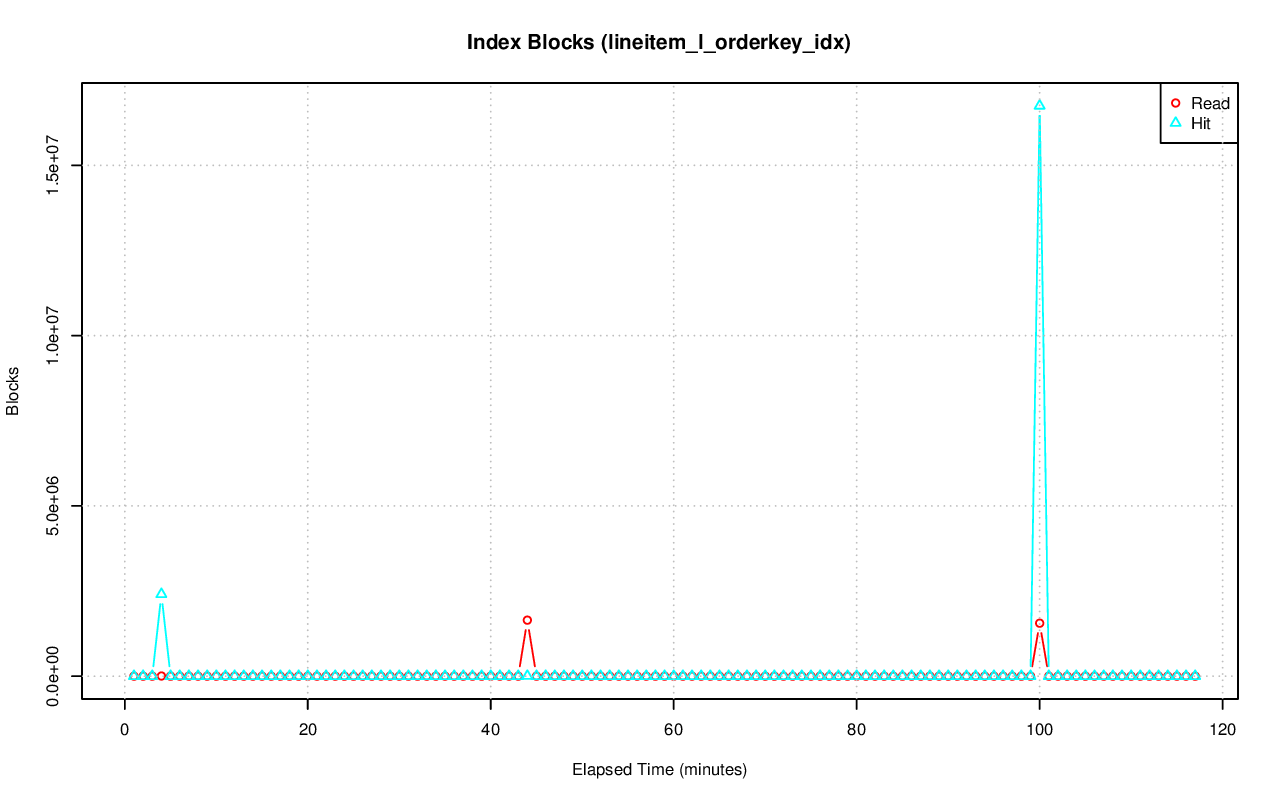 Index Blocks (lineitem_l_orderkey_idx)
Read
Hit
1.5e+07
1.0e+07
5.0e+06
0.0e+00
Blocks
0 20 40 60 80 100 120
Elapsed Time (minutes)